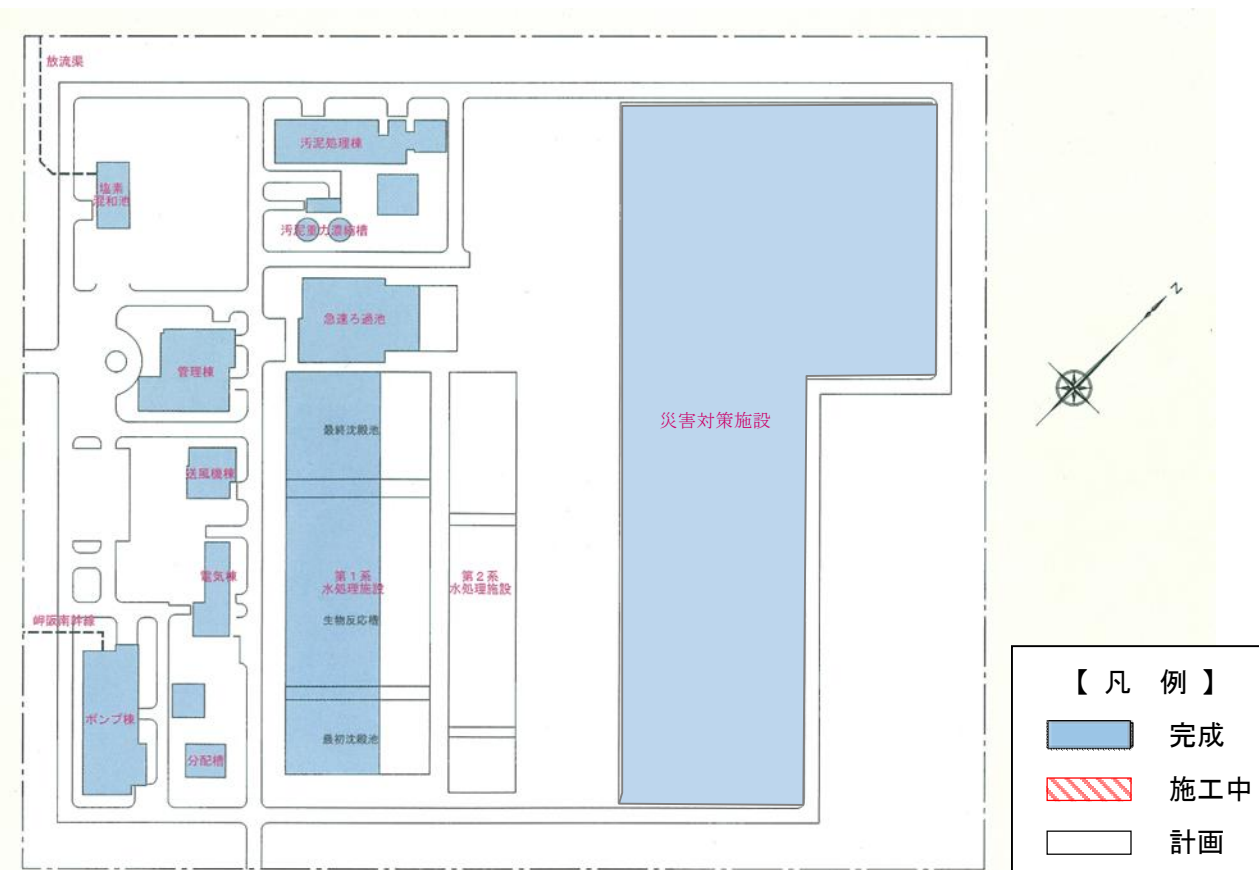 放流渠
汚泥処理棟
塩素
混和池
汚泥重力濃縮槽
急速ろ過池
管理棟
N
災害対策施設
最終沈殿池
送風機棟
電気棟
第1系
水処理施設
第2系
水処理施設
生物反応槽
岬阪南幹線
ポンプ棟
最初沈殿池
分配槽
【凡 例】
完成
施工中
計画